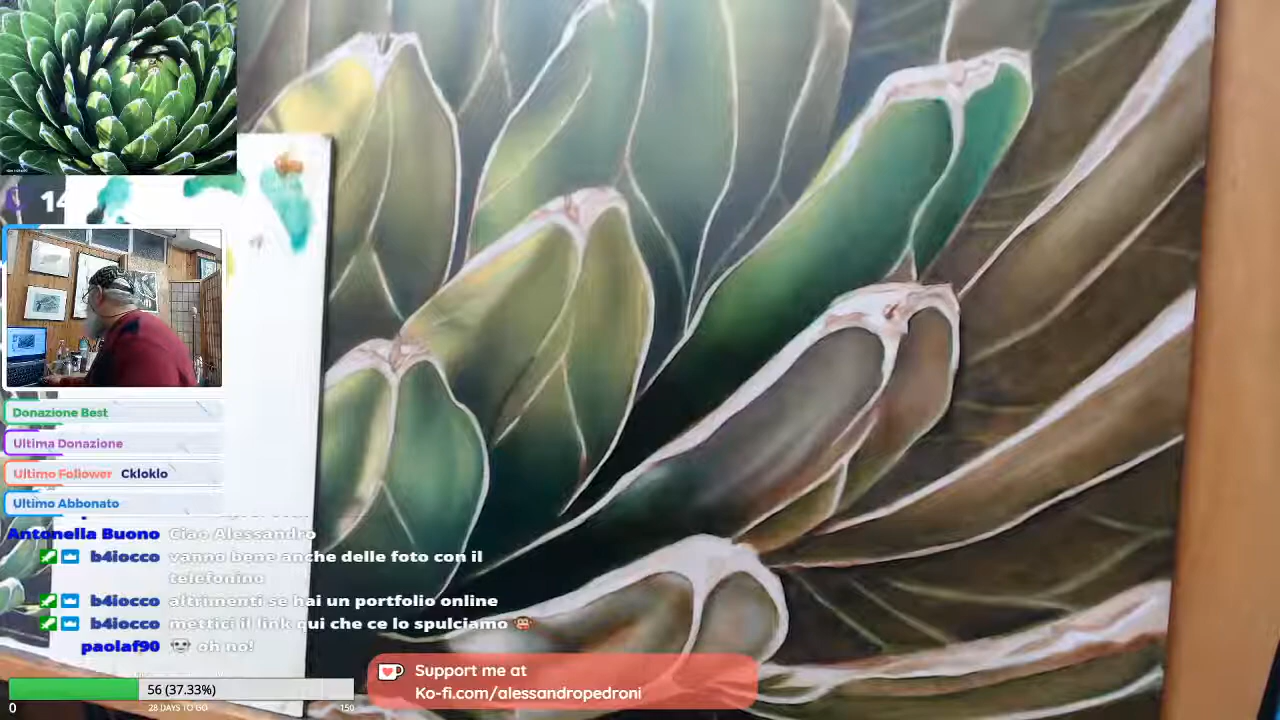 14
Donazione Best
Ultima Donazione
Ultimo Follower Ckloklo
Ultimo Abbonato
Antonella Buono Ciao Alessandro
b4iocco vanno bene anche delle foto con il
telefonino
b4iocco altrimenti se hai un portfolio online
b4iocco mettici il link qui che ce lo spulciamo
paolaf90 oh no!
Support me at
Ko-fi.com/alessandropedroni
56 (37.33%)
0 28 DAYS TO GO 150